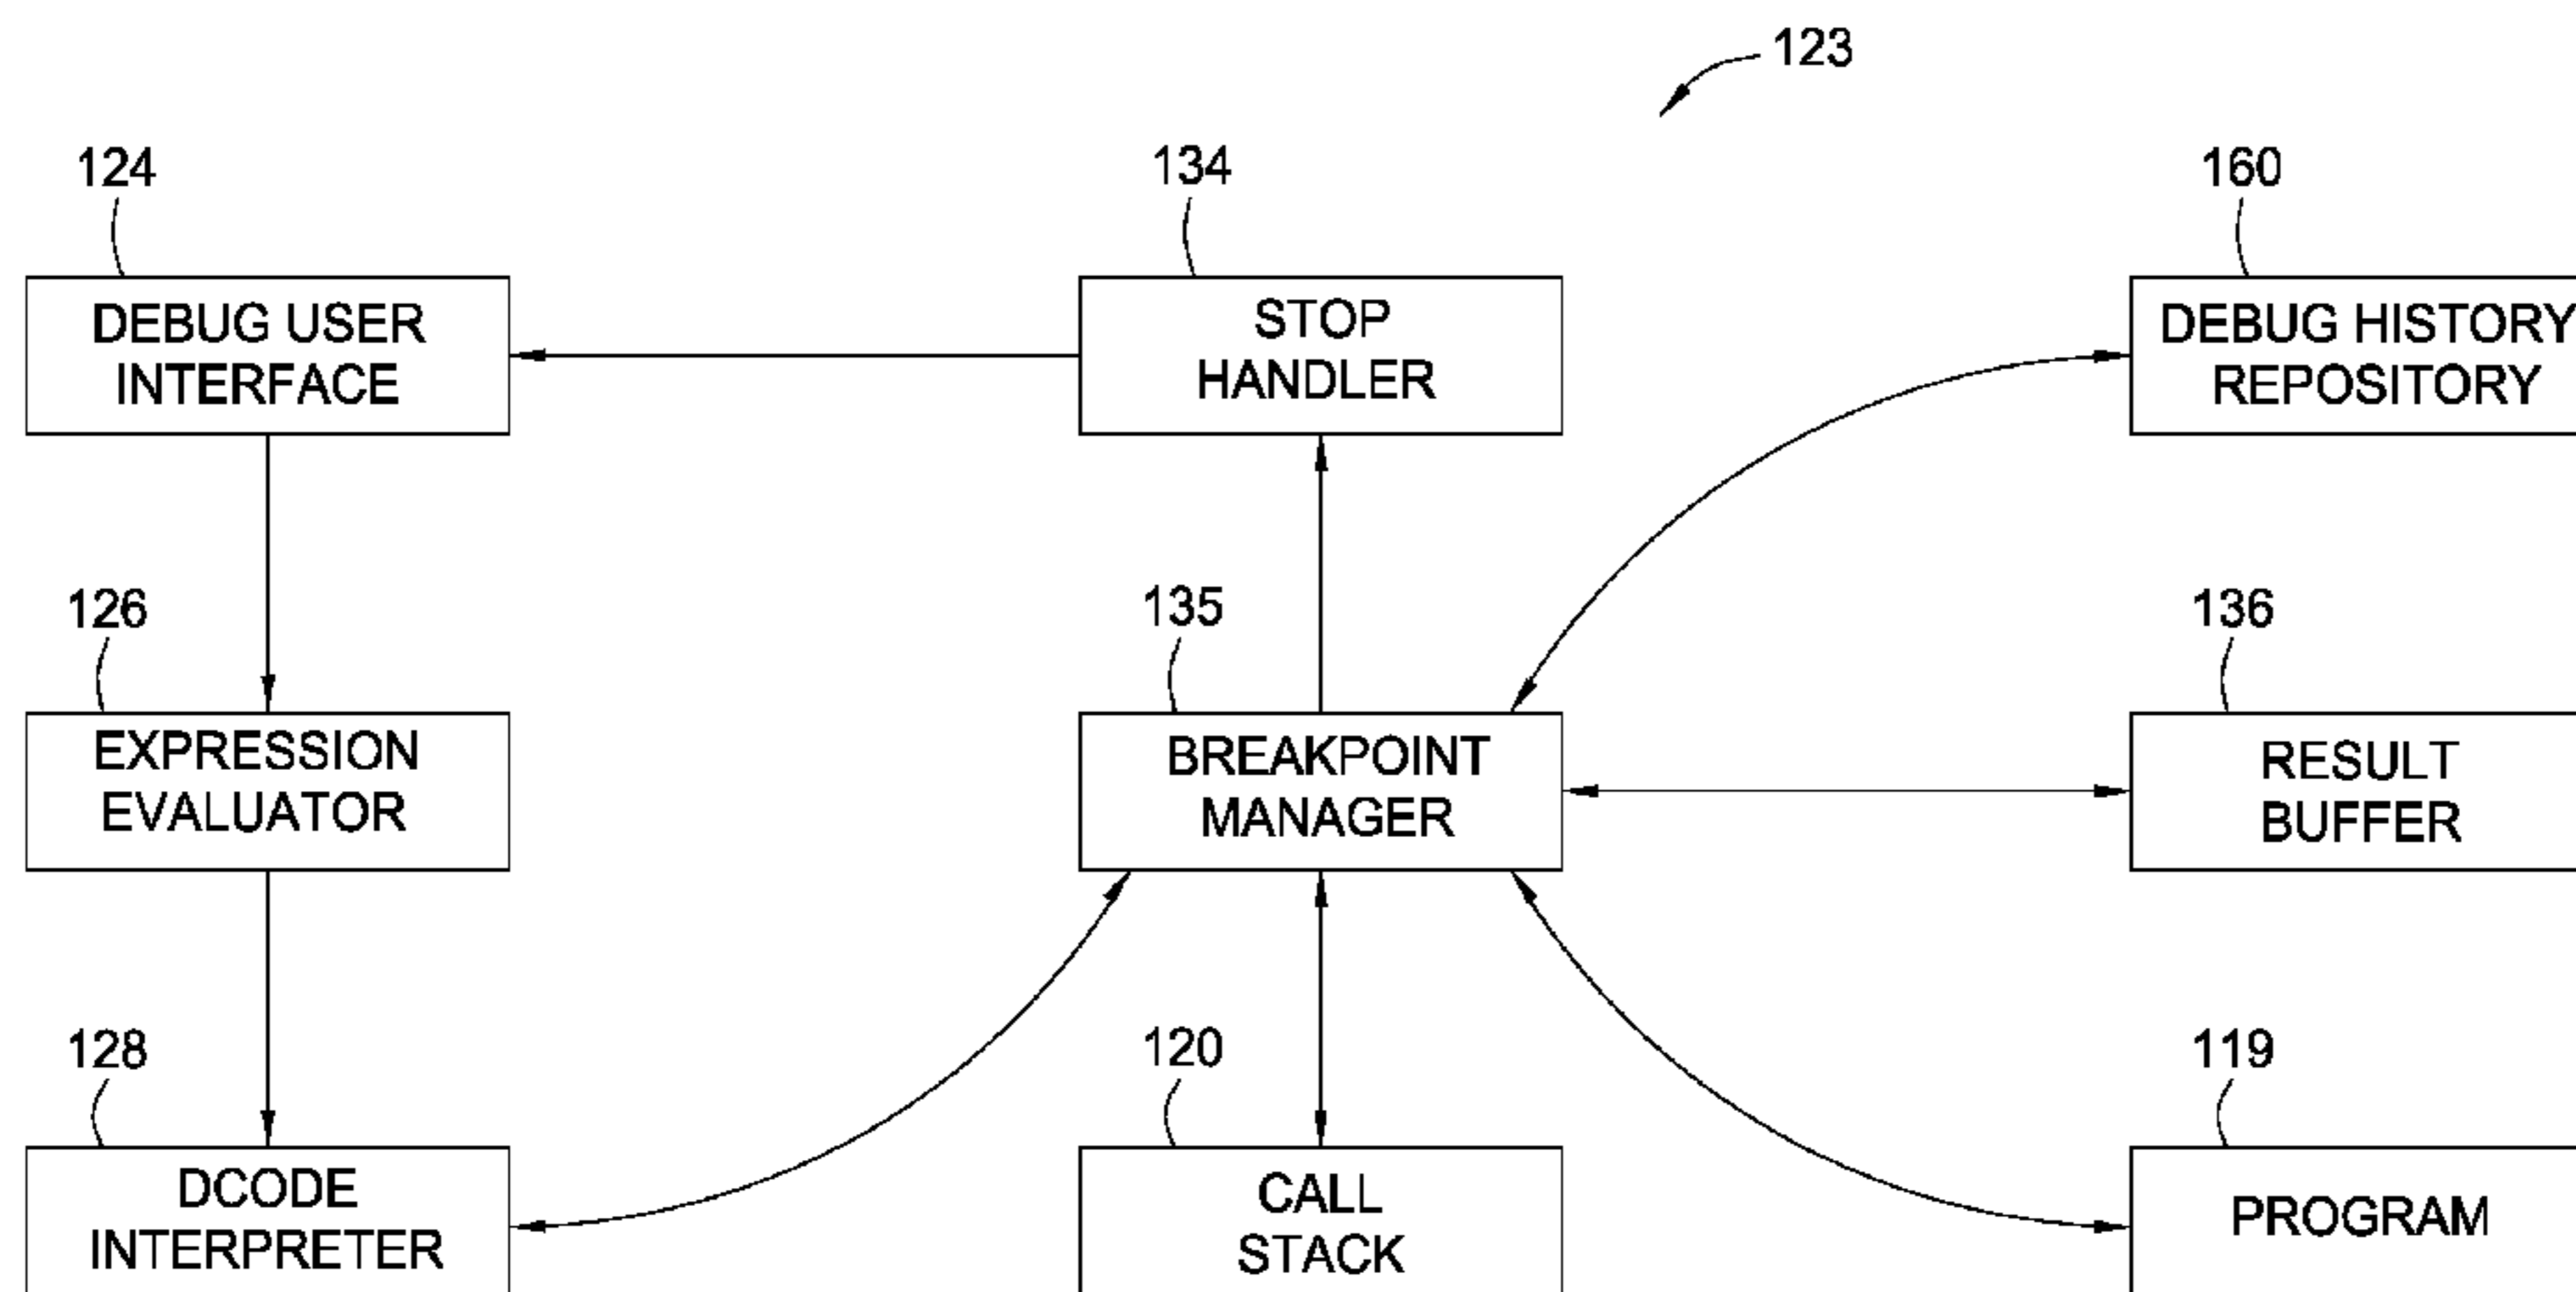 123
124
134
160
DEBUG USER
INTERFACE
STOP
HANDLER
DEBUG HISTORY
REPOSITORY
126
135
136
EXPRESSION
EVALUATOR
BREAKPOINT
MANAGER
RESULT
BUFFER
128
120
119
DCODE
INTERPRETER
CALL
STACK
PROGRAM